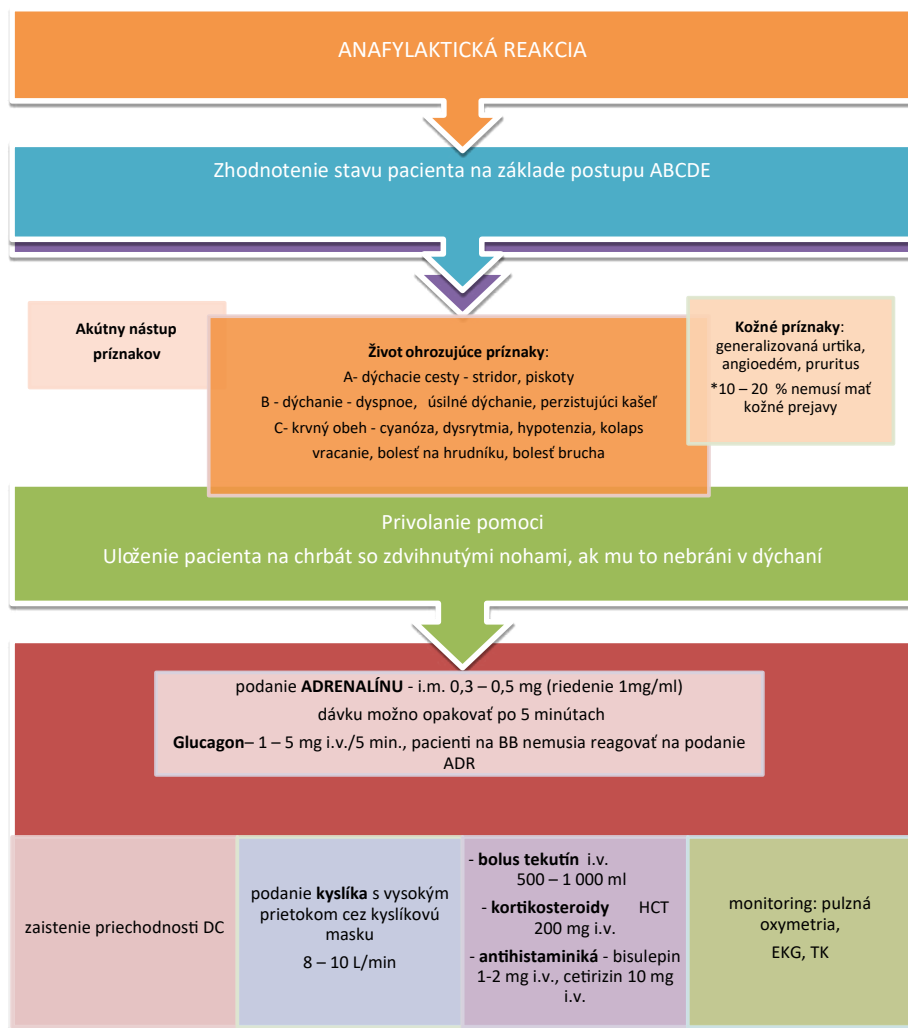 ANAFYLAKTICKÁ REAKCIA
Zhodnotenie stavu pacienta na základe postupu ABCDE
Akútny nástup
príznakov
Život ohrozujúce príznaky:
A- dýchacie cesty - stridor, piskoty
B - dýchanie - dyspnoe, úsilné dýchanie, perzistujúci kašeľ
C- krvný obeh - cyanóza, dysrytmia, hypotenzia, kolaps
vracanie, bolesť na hrudníku, bolesť brucha
Kožné príznaky:
generalizovaná urtika,
angioedém, pruritus
*10 – 20 % nemusí mať
kožné prejavy
Privolanie pomoci
Uloženie pacienta na chrbát so zdvihnutými nohami, ak mu to nebráni v dýchaní
podanie ADRENALÍNU - i.m. 0,3 – 0,5 mg (riedenie 1mg/ml)
dávku možno opakovať po 5 minútach
Glucagon– 1 – 5 mg i.v./5 min., pacienti na BB nemusia reagovať na podanie
ADR
zaistenie priechodnosti DC
podanie kyslíka s vysokým
prietokom cez kyslíkovú
masku
8 – 10 L/min
- bolus tekutín i.v.
500 – 1 000 ml
- kortikosteroidy HCT
200 mg i.v.
- antihistaminiká - bisulepin
1-2 mg i.v., cetirizin 10 mg
i.v.
monitoring: pulzná
oxymetria,
EKG, TK